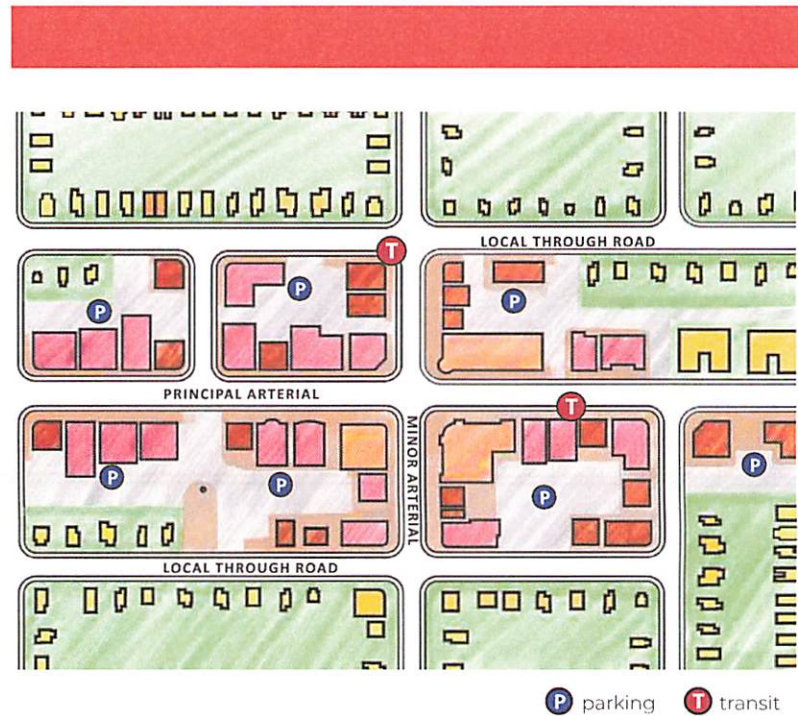 LOCAL THROUGH ROAD
T
P
P
P
PRINCIPAL ARTERIAL
T
MINOR ARTERIAL
P
P
P
P
LOCAL THROUGH ROAD
P parking T transit